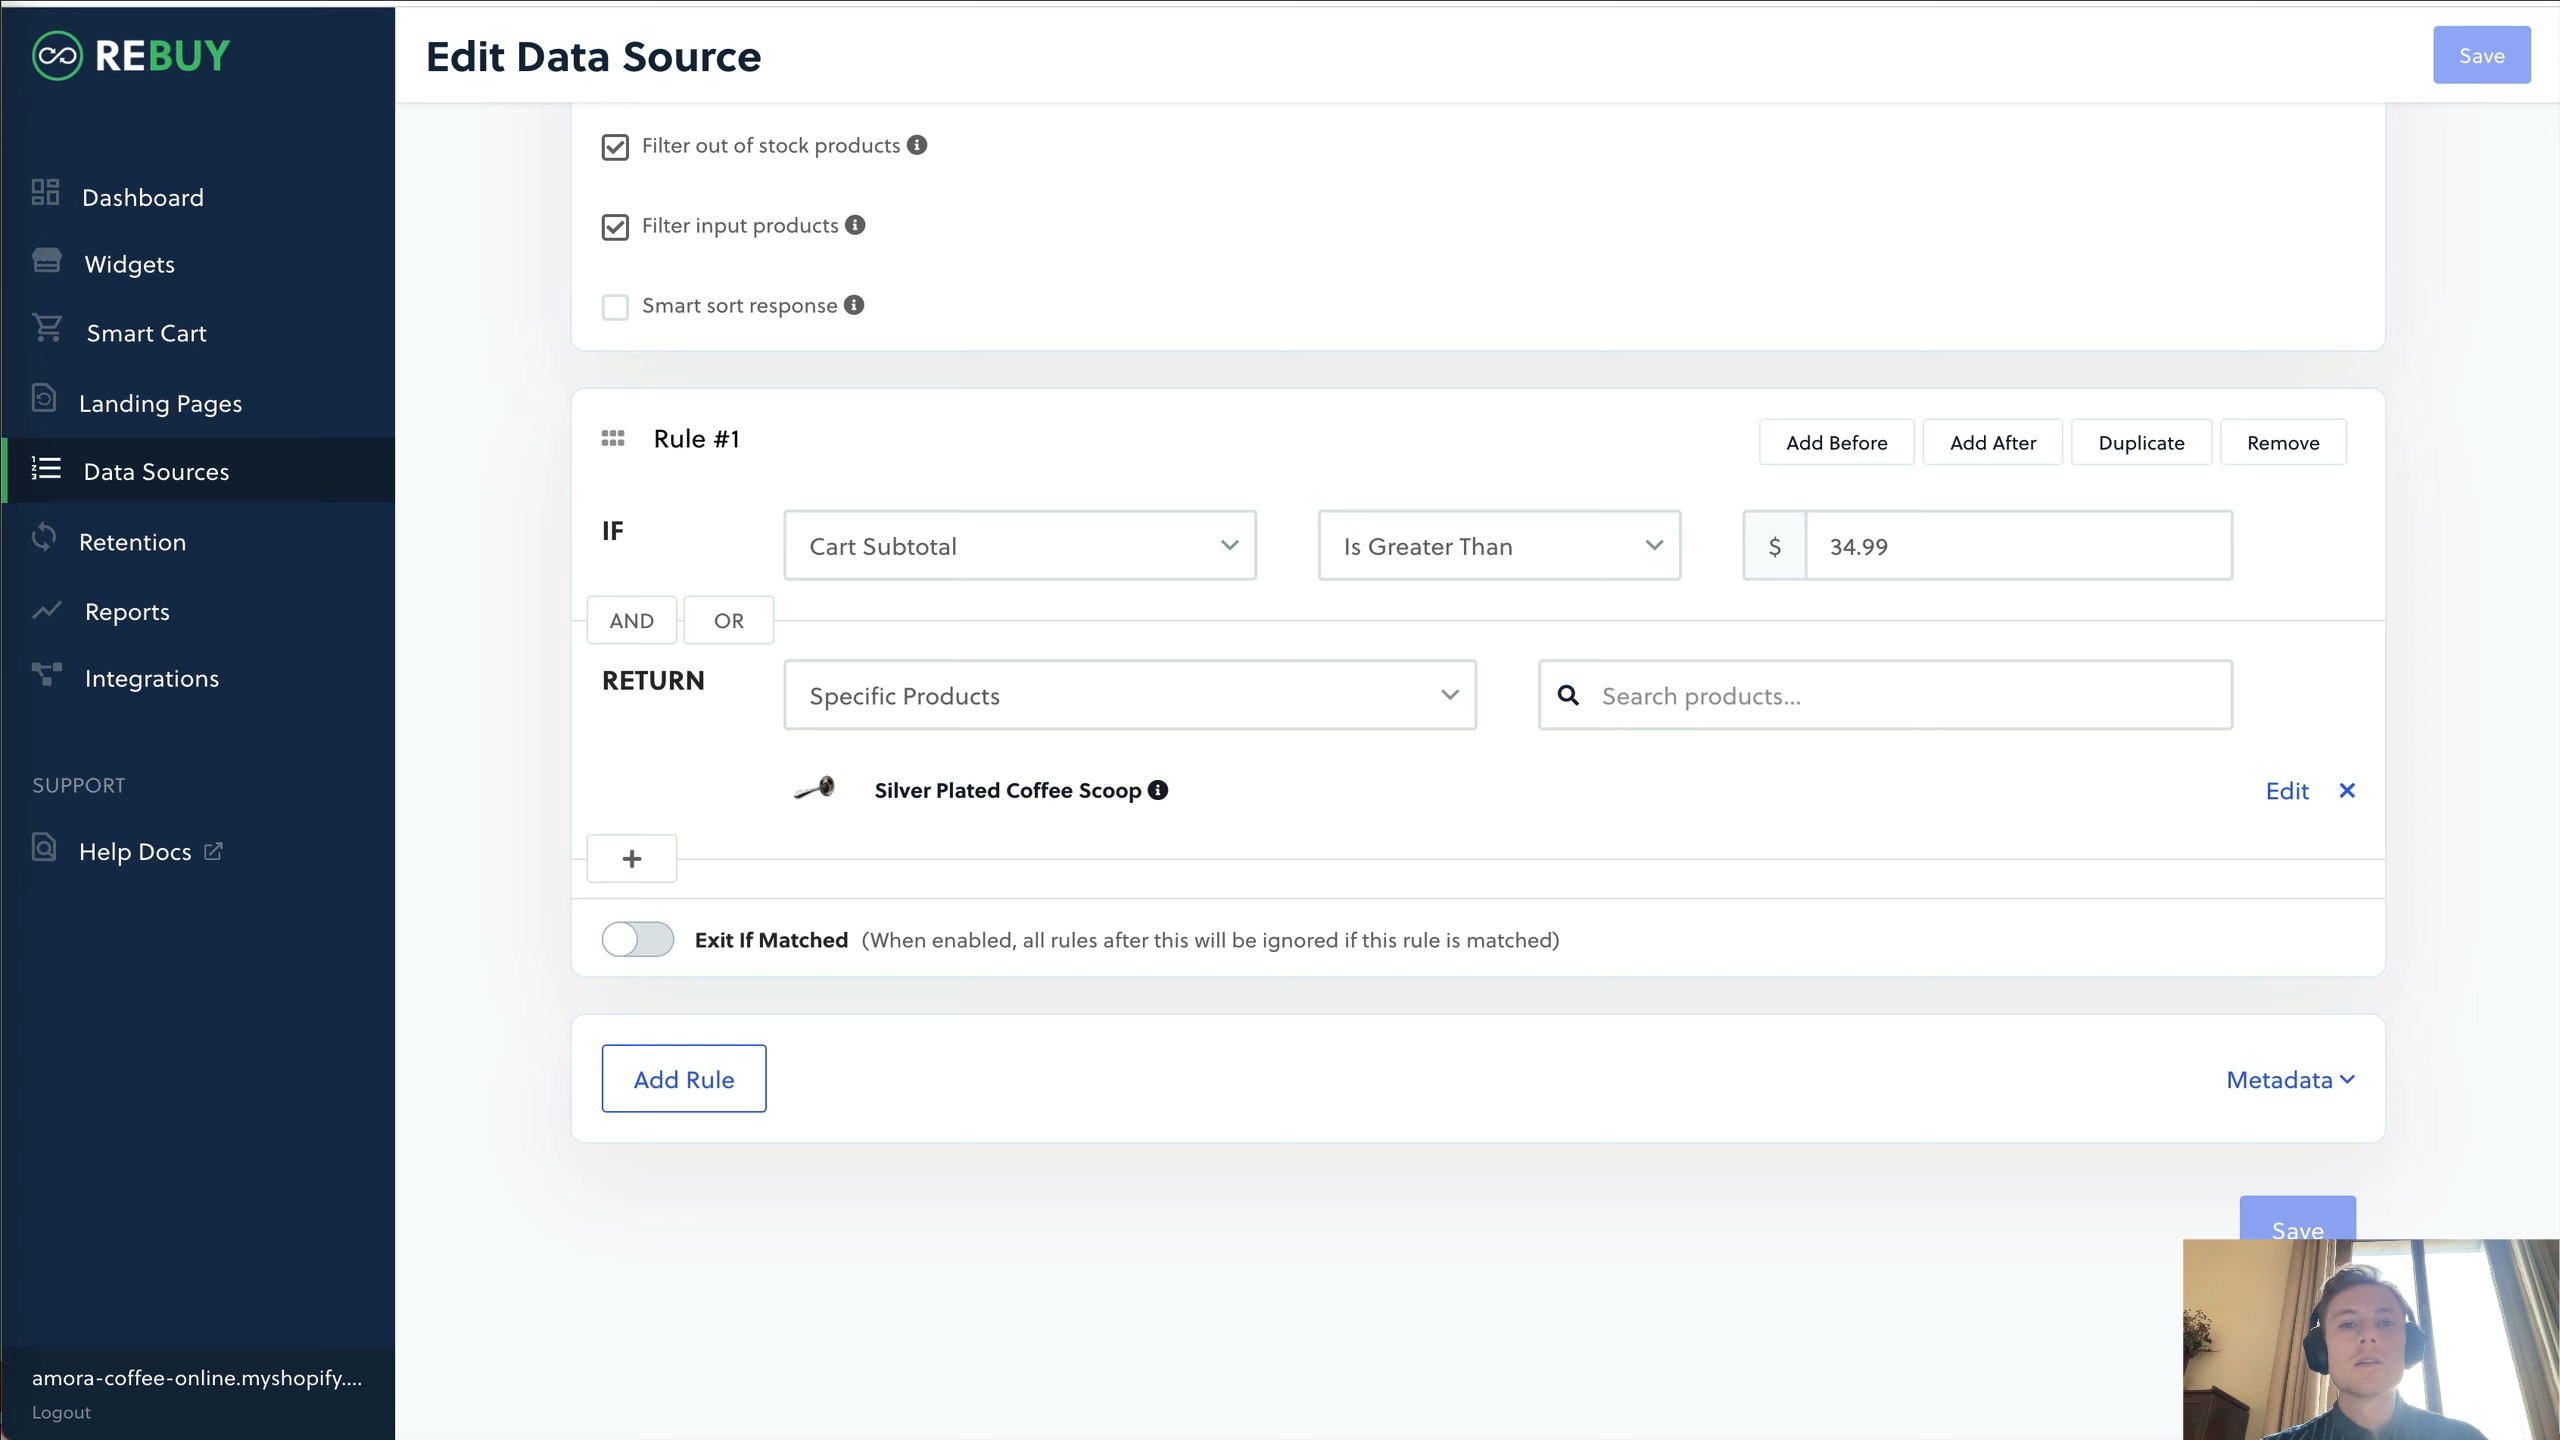 REBUY
Edit Data Source
Save
Dashboard
Widgets
Smart Cart
Landing Pages
Data Sources
Retention
Reports
Integrations
SUPPORT
Help Docs
amora-coffee-online.myshopify....
Logout
Filter out of stock products
Filter input products
Smart sort response
Rule #1
Add Before
Add After
Duplicate
Remove
IF
Cart Subtotal
Is Greater Than
$
34.99
AND
OR
RETURN
Specific Products
Search products...
Silver Plated Coffee Scoop
Edit
+
Exit If Matched (When enabled, all rules after this will be ignored if this rule is matched)
Add Rule
Metadata
Save